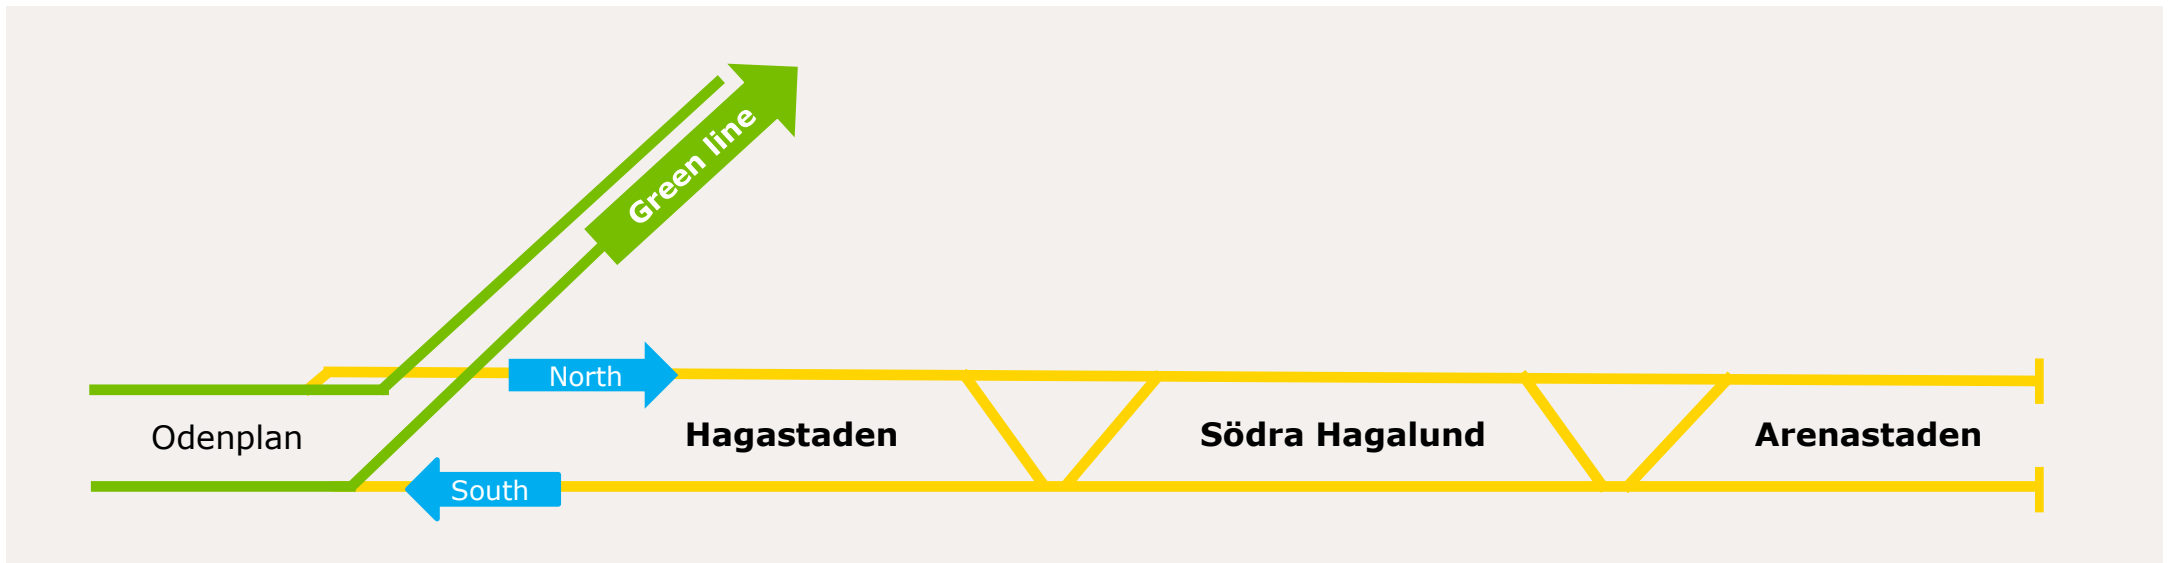 Green line
North
Odenplan
Hagastaden
Södra Hagalund
Arenastaden
South